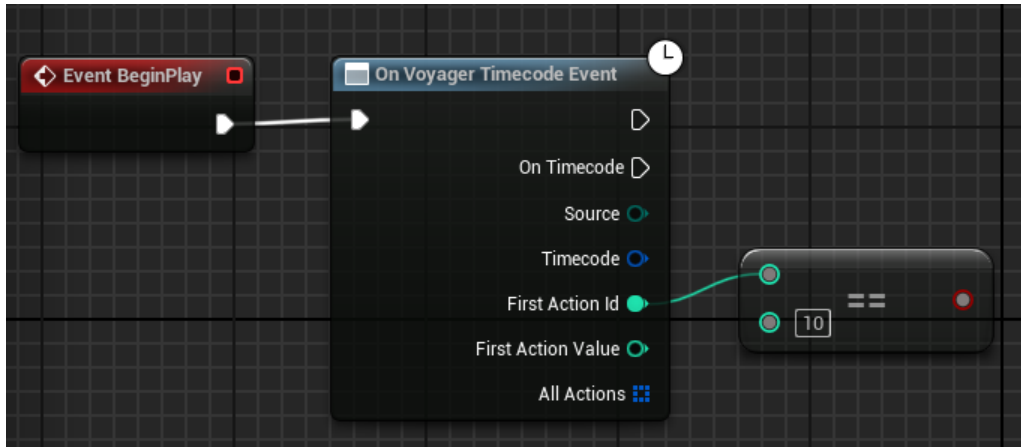 Event BeginPlay
On Voyager Timecode Event
On Timecode
Source
Timecode
First Action Id
First Action Value
All Actions
==
10